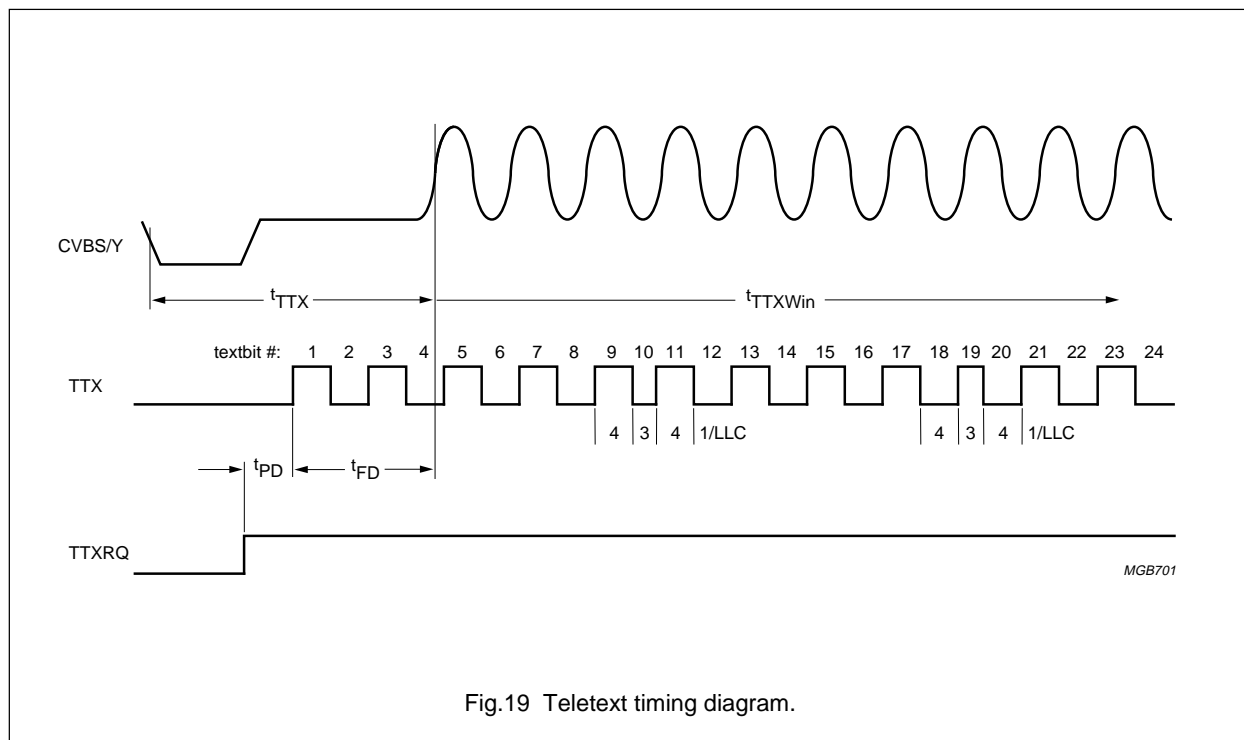 CVBS/Y
tTTX
tTTXWin
textbit #: 1 2 3 4 5 6 7 8 9 10 11 12 13 14 15 16 17 18 19 20 21 22 23 24
TTX
4 3 4 1/LLC 4 3 4 1/LLC
tPD tFD
TTXRQ
MGB701
Fig.19 Teletext timing diagram.